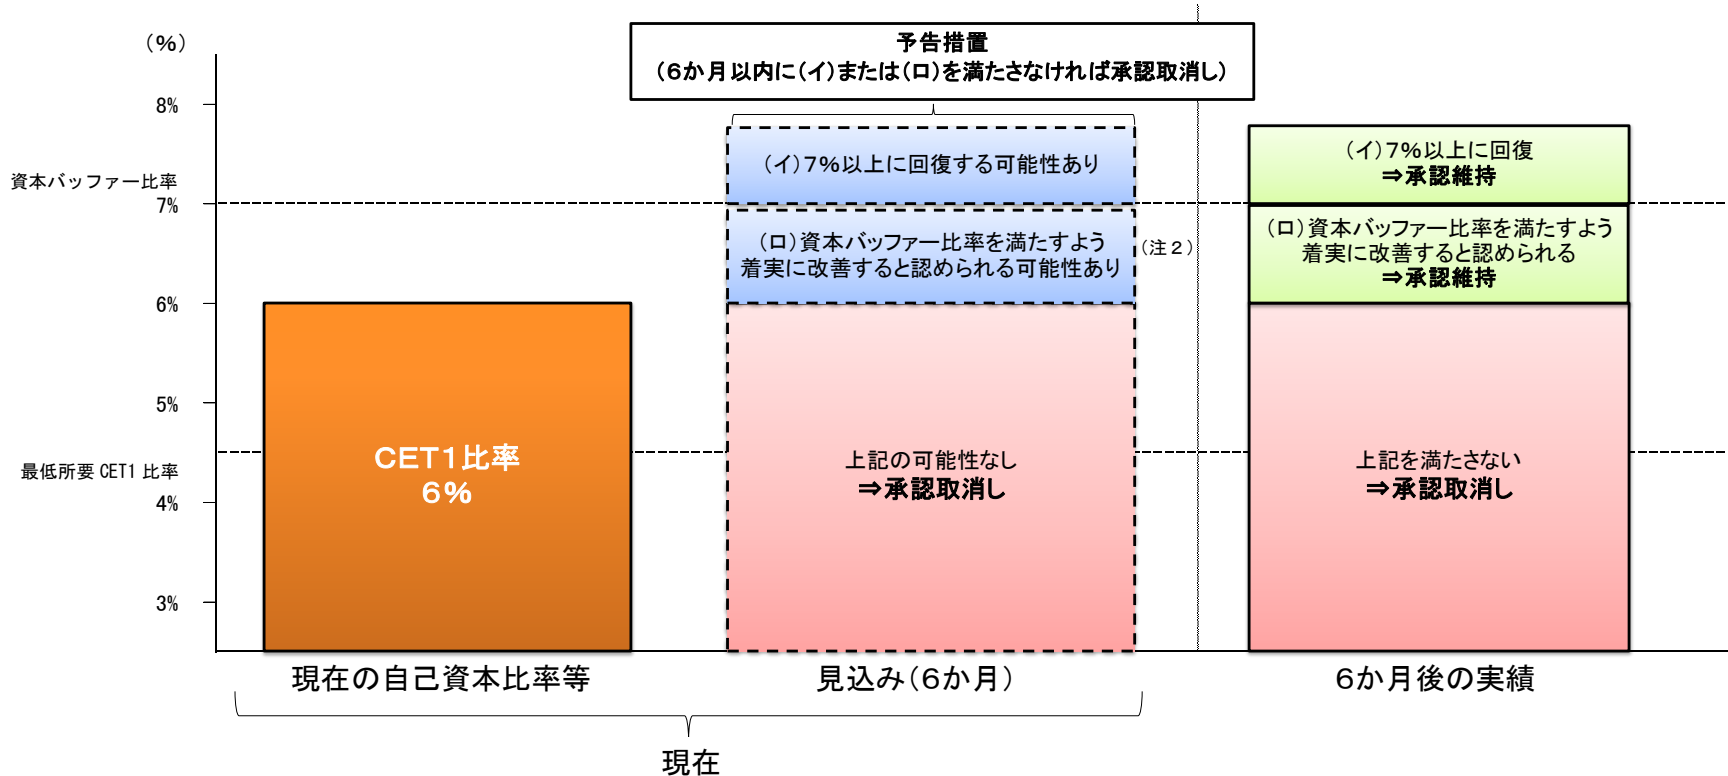 (%)
予告措置
(6か月以内に(イ)または(ロ)を満たさなければ承認取消し)
8%
資本バッファー比率
7%
6%
5%
最低所要 CET1 比率
4%
3%
CET1比率
6%
(イ)7%以上に回復する可能性あり
(ロ)資本バッファー比率を満たすよう
着実に改善すると認められる可能性あり
(注2)
上記の可能性なし
⇒承認取消し
(イ)7%以上に回復
⇒承認維持
(ロ)資本バッファー比率を満たすよう
着実に改善すると認められる
⇒承認維持
上記を満たさない
⇒承認取消し
現在の自己資本比率等
見込み(6か月)
6か月後の実績
現在